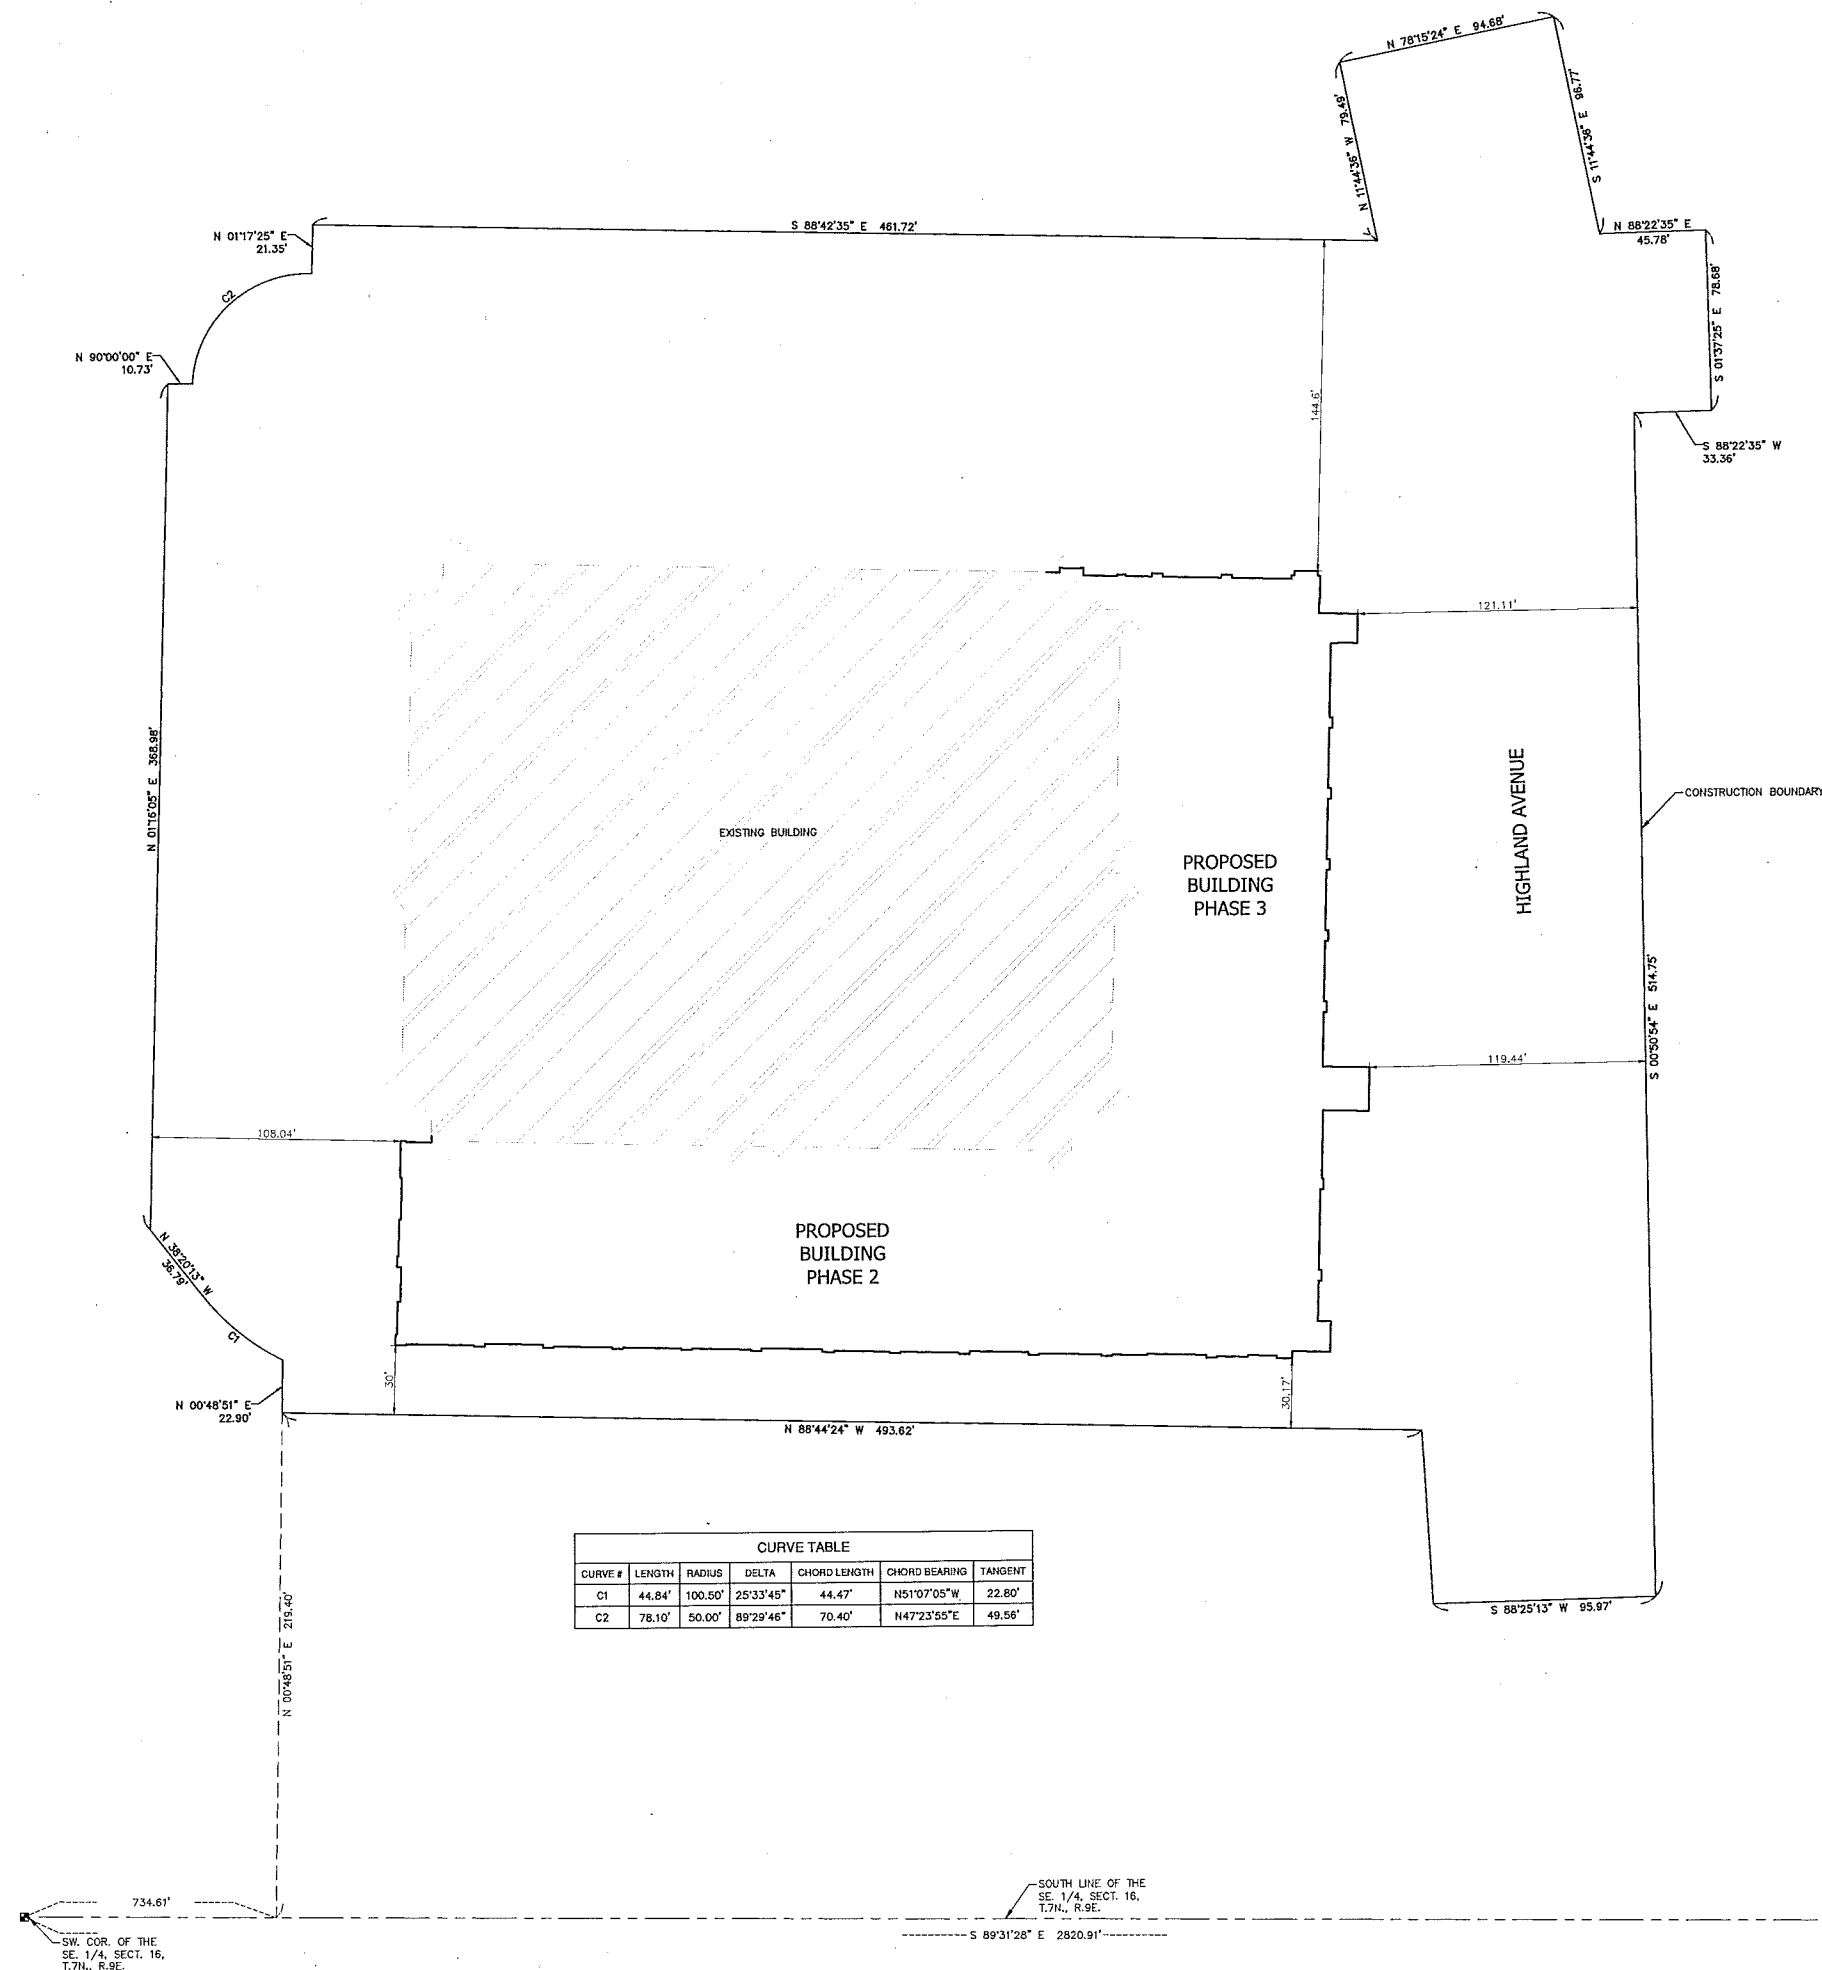 N 78°15'24" E 94.68'
N 11°44'36" W 79.49'
S 11°44'36" E 96.77'
S 88°42'35" E 461.72'
N 01°17'25" E
21.35'
N 88°22'35" E
45.78'
C2
S 01°37'25" E 78.68'
N 90°00'00" E
10.73'
144.6'
S 88°22'35" W
33.36'
121.11'
N 01°16'05" E 368.98'
HIGHLAND AVENUE
CONSTRUCTION BOUNDARY
EXISTING BUILDING
PROPOSED
BUILDING
PHASE 3
S 00°50'54" E 514.75'
119.44'
108.04'
N 38°20'13" W
36.79'
PROPOSED
BUILDING
PHASE 2
C1
30'
30.17'
N 00°48'51" E
22.90'
N 88°44'24" W 493.62'
CURVE TABLE
CURVE # LENGTH RADIUS DELTA CHORD LENGTH CHORD BEARING TANGENT
C1 44.84' 100.50' 25°33'45" 44.47' N51°07'05"W 22.80'
C2 78.10' 50.00' 89°29'46" 70.40' N47°23'55"E 49.56'
S 88°25'13" W 95.97'
N 00°48'51" E 219.40'
734.61'
SOUTH LINE OF THE
SE. 1/4, SECT. 16,
T.7N., R.9E.
S 89°31'28" E 2820.91'
SW. COR. OF THE
SE. 1/4, SECT. 16,
T.7N., R.9E.